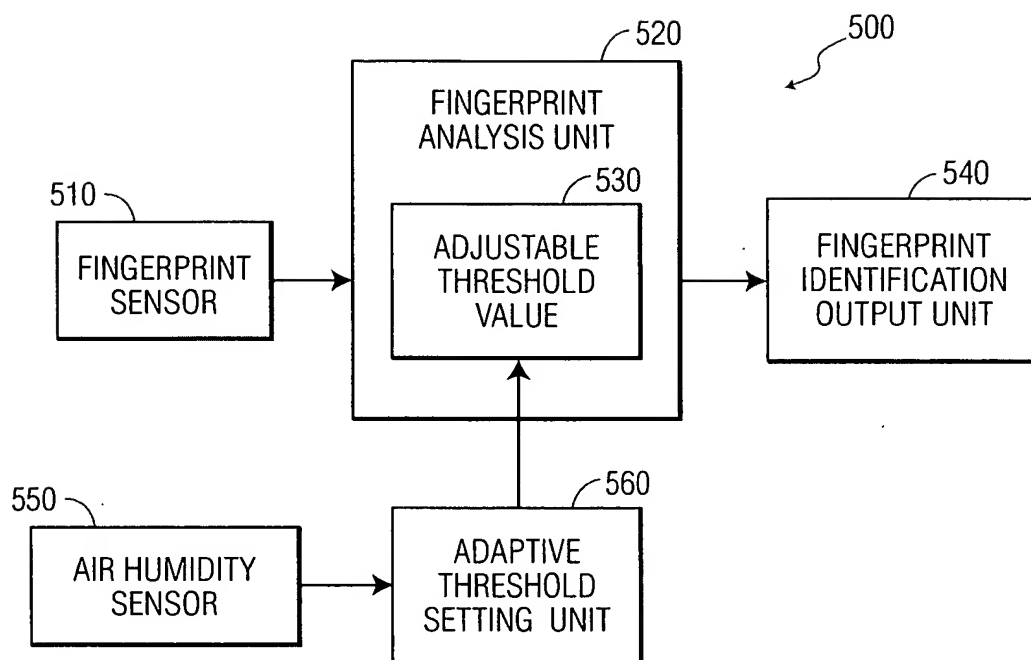 500
520
FINGERPRINT
ANALYSIS UNIT
510
FINGERPRINT
SENSOR
530
ADJUSTABLE
THRESHOLD
VALUE
540
FINGERPRINT
IDENTIFICATION
OUTPUT UNIT
550
AIR HUMIDITY
SENSOR
560
ADAPTIVE
THRESHOLD
SETTING UNIT